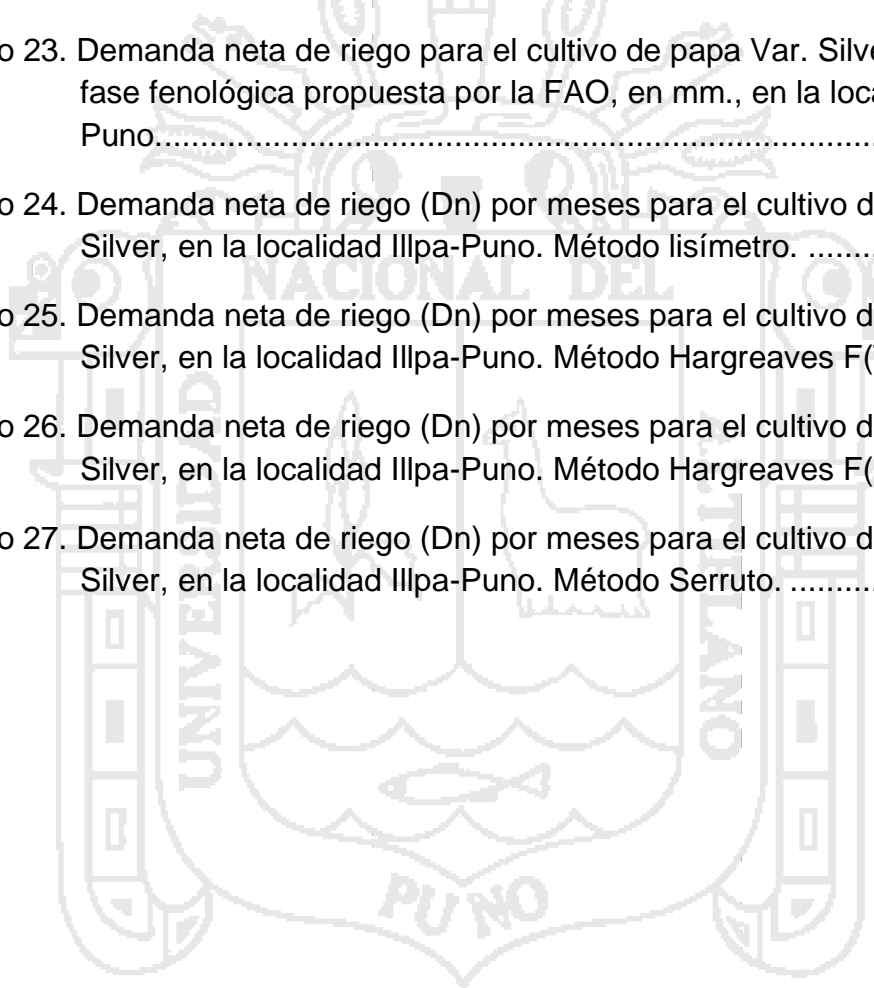 o 23. Demanda neta de riego para el cultivo de papa Var. Silve
fase fenológica propuesta por la FAO, en mm., en la loca
Puno..................................................................................
o 24. Demanda neta de riego (Dn) por meses para el cultivo d
Silver, en la localidad Illpa-Puno. Método lisímetro. ........
o 25. Demanda neta de riego (Dn) por meses para el cultivo d
Silver, en la localidad Illpa-Puno. Método Hargreaves F(
o 26. Demanda neta de riego (Dn) por meses para el cultivo d
Silver, en la localidad Illpa-Puno. Método Hargreaves F(
o 27. Demanda neta de riego (Dn) por meses para el cultivo d
Silver, en la localidad Illpa-Puno. Método Serruto. ..........
NACIONAL DEL
UNIVERSIDAD
ALTIPLANO
PUNO